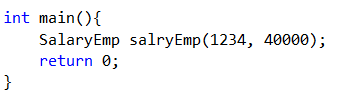 int main(){
    SalaryEmp salryEmp(1234, 40000);
    return 0;
}